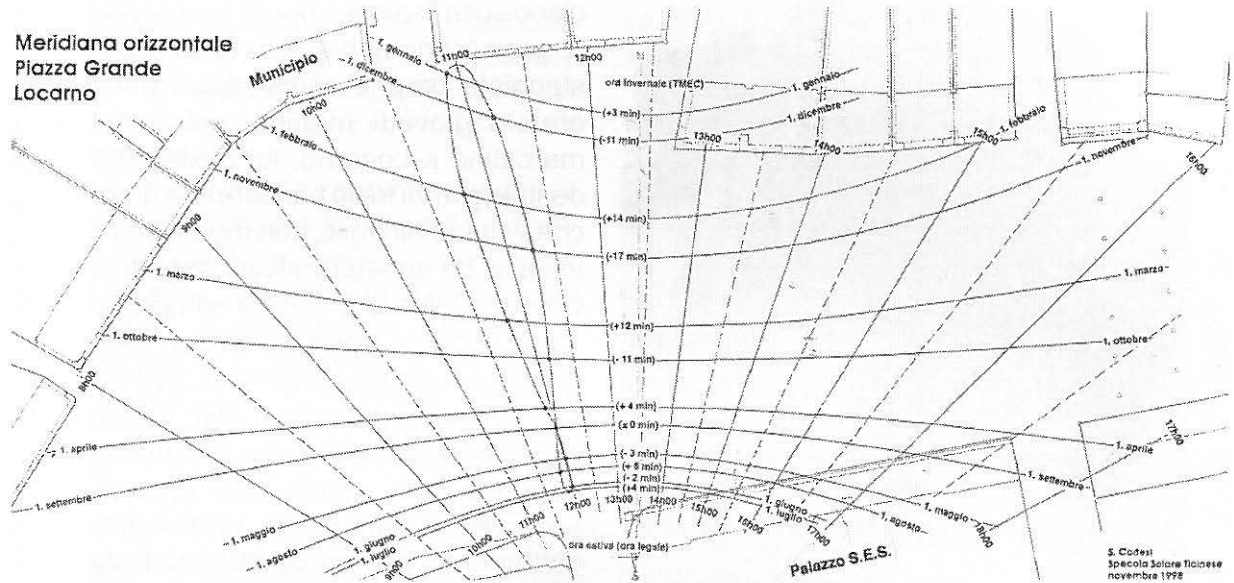 Meridiana orizzontale
Piazza Grande
Locarno
Municipio
1. gennaio
1. dicembre
11h00
12h00
ora invernale (TMEC)
1. gennaio
1. dicembre
10h00
1. febbraio
(+3 min)
(-11 min)
13h00
14h00
15h00
1. febbraio
1. novembre
1. novembre
16h00
(+14 min)
(-17 min)
9h00
1. marzo
(+12 min)
1. marzo
1. ottobre
(- 11 min)
1. ottobre
8h00
(+ 4 min)
(± 0 min)
17h00
1. aprile
1. aprile
1. settembre
1. settembre
(- 3 min)
(+ 6 min)
(- 2 min)
(+4 min)
10h00
11h00
12h00
13h00
14h00
15h00
16h00
17h00
18h00
1. maggio
1. agosto
1. giugno
1. luglio
9h00
1. giugno
1. luglio
1. agosto
1. maggio
ora estiva (ora legale)
Palazzo S.E.S.
Specola Solare Ticinese
novembre 1998